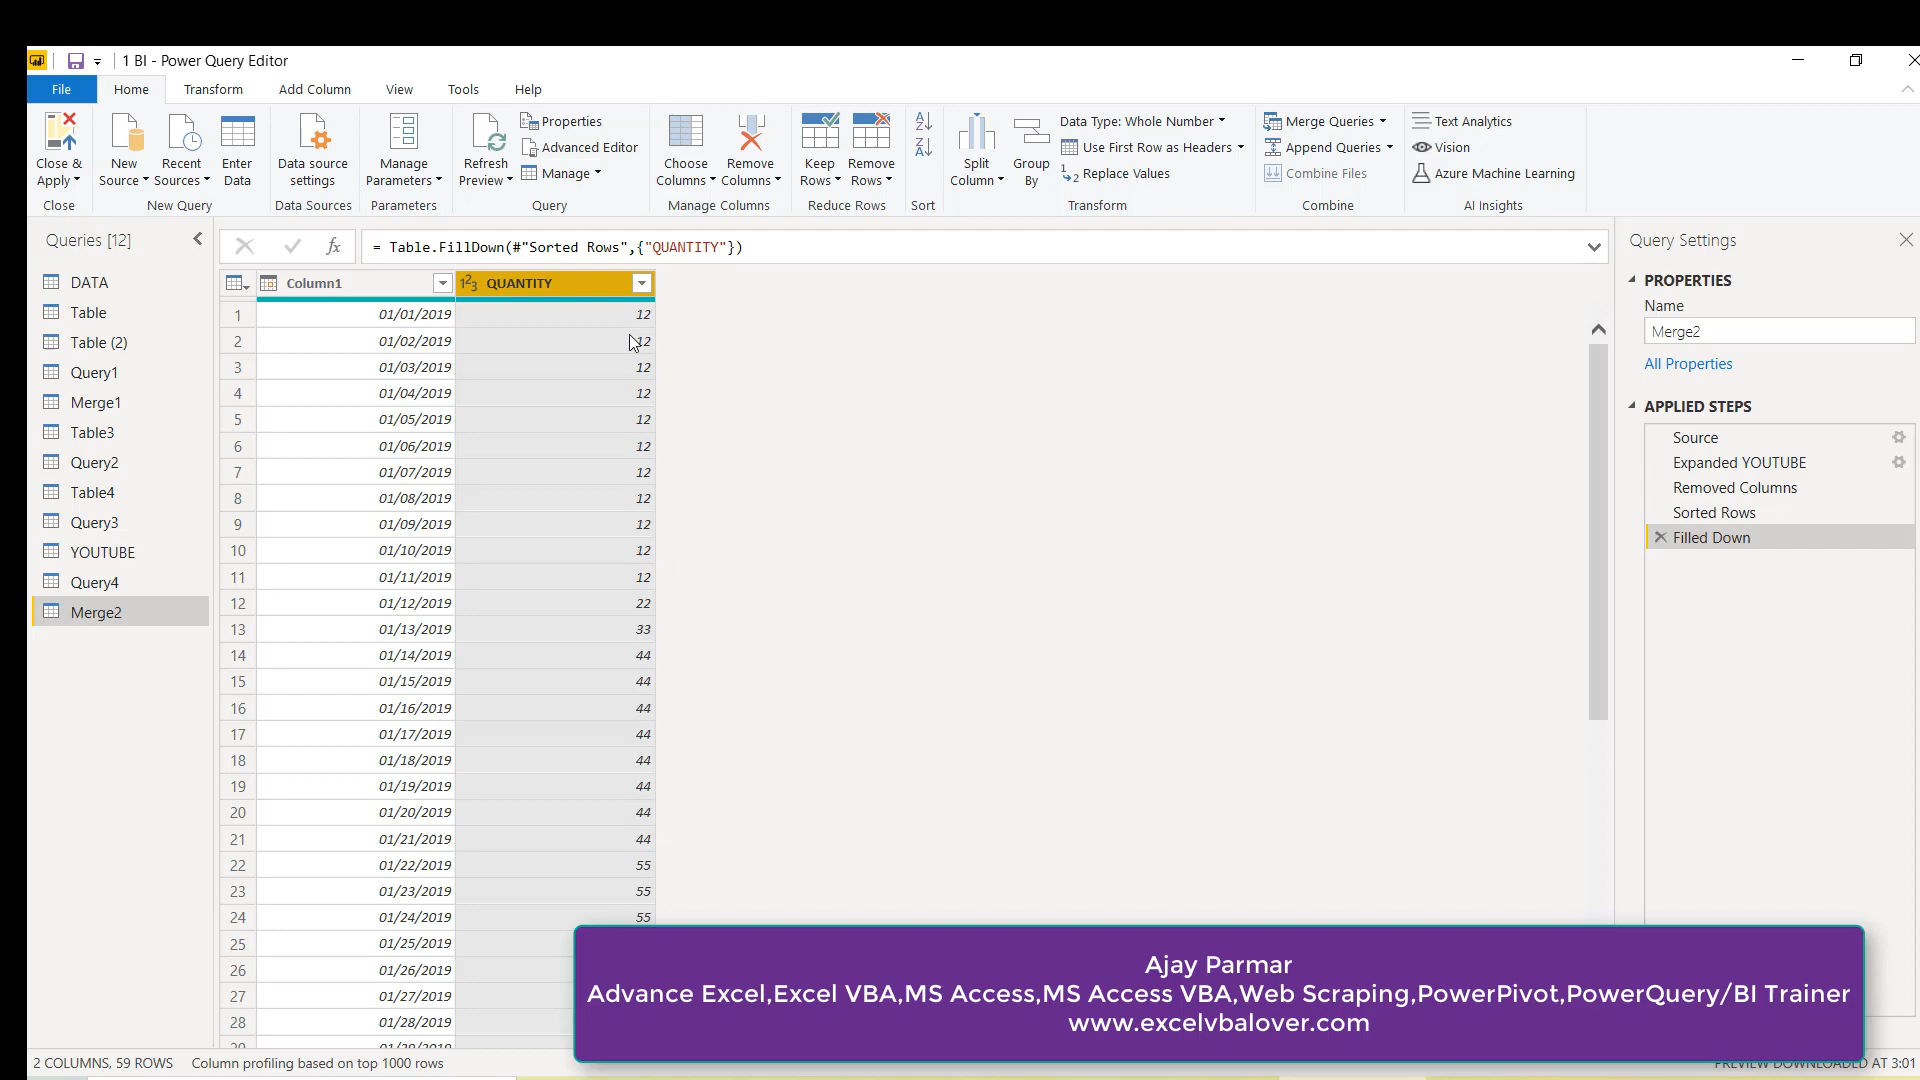 1 BI - Power Query Editor
File Home Transform Add Column View Tools Help
Close & Apply
New Source
Recent Sources
Enter Data
Data source settings
Manage Parameters
Refresh Preview
Properties
Advanced Editor
Manage
Choose Columns
Remove Columns
Keep Rows
Remove Rows
Split Column
Group By
Data Type: Whole Number
Use First Row as Headers
Replace Values
Merge Queries
Append Queries
Combine Files
Text Analytics
Vision
Azure Machine Learning
Close New Query Data Sources Parameters Query Manage Columns Reduce Rows Sort Transform Combine AI Insights
Queries [12]
DATA
Table
Table (2)
Query1
Merge1
Table3
Query2
Table4
Query3
YOUTUBE
Query4
Merge2
fx = Table.FillDown(#"Sorted Rows",{"QUANTITY"})
Column1 123 QUANTITY
1 01/01/2019 12
2 01/02/2019 12
3 01/03/2019 12
4 01/04/2019 12
5 01/05/2019 12
6 01/06/2019 12
7 01/07/2019 12
8 01/08/2019 12
9 01/09/2019 12
10 01/10/2019 12
11 01/11/2019 12
12 01/12/2019 22
13 01/13/2019 33
14 01/14/2019 44
15 01/15/2019 44
16 01/16/2019 44
17 01/17/2019 44
18 01/18/2019 44
19 01/19/2019 44
20 01/20/2019 44
21 01/21/2019 44
22 01/22/2019 55
23 01/23/2019 55
24 01/24/2019 55
25 01/25/2019
26 01/26/2019
27 01/27/2019
28 01/28/2019
Query Settings
PROPERTIES
Name
Merge2
All Properties
APPLIED STEPS
Source
Expanded YOUTUBE
Removed Columns
Sorted Rows
Filled Down
Ajay Parmar
Advance Excel,Excel VBA,MS Access,MS Access VBA,Web Scraping,PowerPivot,PowerQuery/BI Trainer
www.excelvbalover.com
2 COLUMNS, 59 ROWS Column profiling based on top 1000 rows
PREVIEW DOWNLOADED AT 3:01